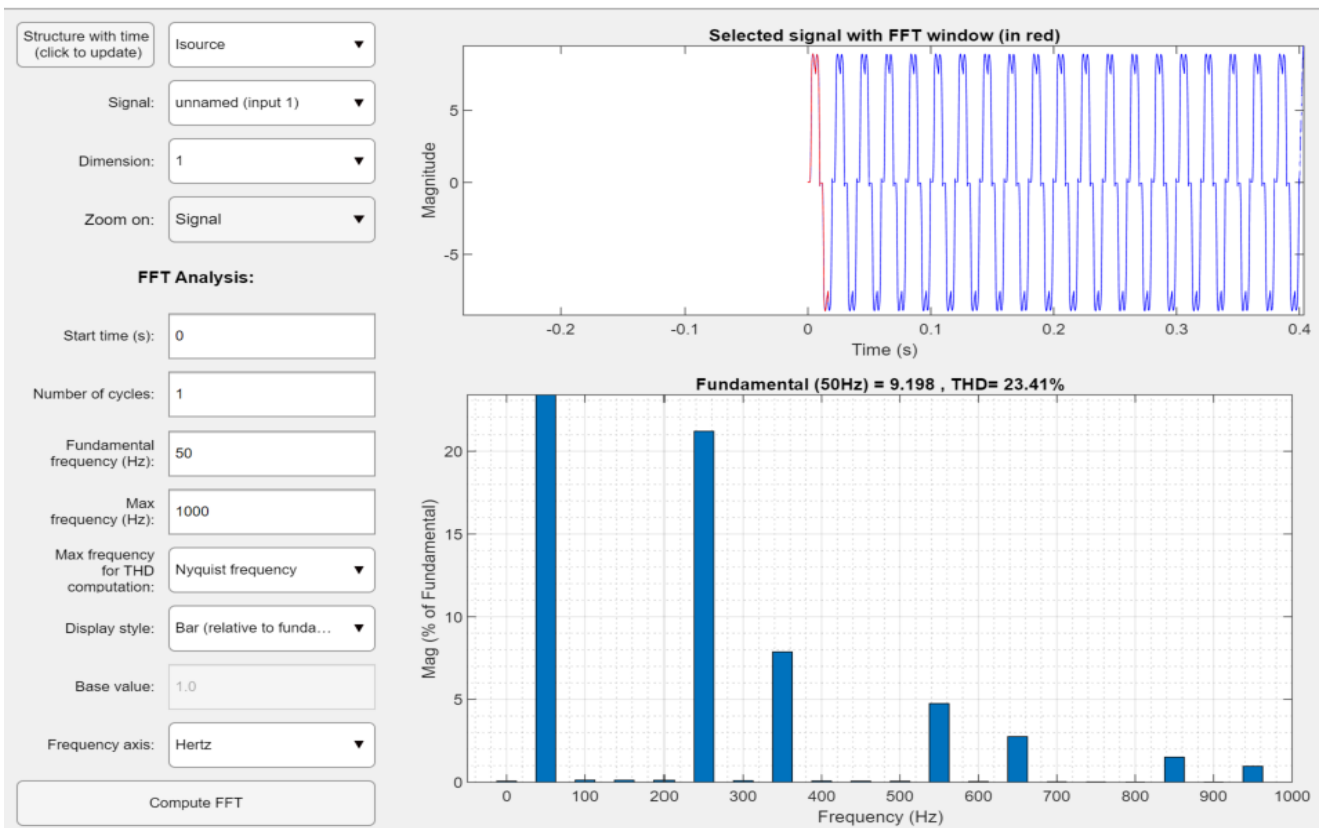 Structure with time
(click to update)
Isource
Signal:
unnamed (input 1)
Dimension:
1
Zoom on:
Signal
FFT Analysis:
Start time (s):
0
Number of cycles:
1
Fundamental
frequency (Hz):
50
Max
frequency (Hz):
1000
Max frequency
for THD
computation:
Nyquist frequency
Display style:
Bar (relative to funda...
Base value:
1.0
Frequency axis:
Hertz
Compute FFT
Selected signal with FFT window (in red)
Magnitude
5
0
-5
-0.2 -0.1 0 0.1 0.2 0.3 0.4
Time (s)
Fundamental (50Hz) = 9.198 , THD= 23.41%
Mag (% of Fundamental)
20
15
10
5
0
0 100 200 300 400 500 600 700 800 900 1000
Frequency (Hz)